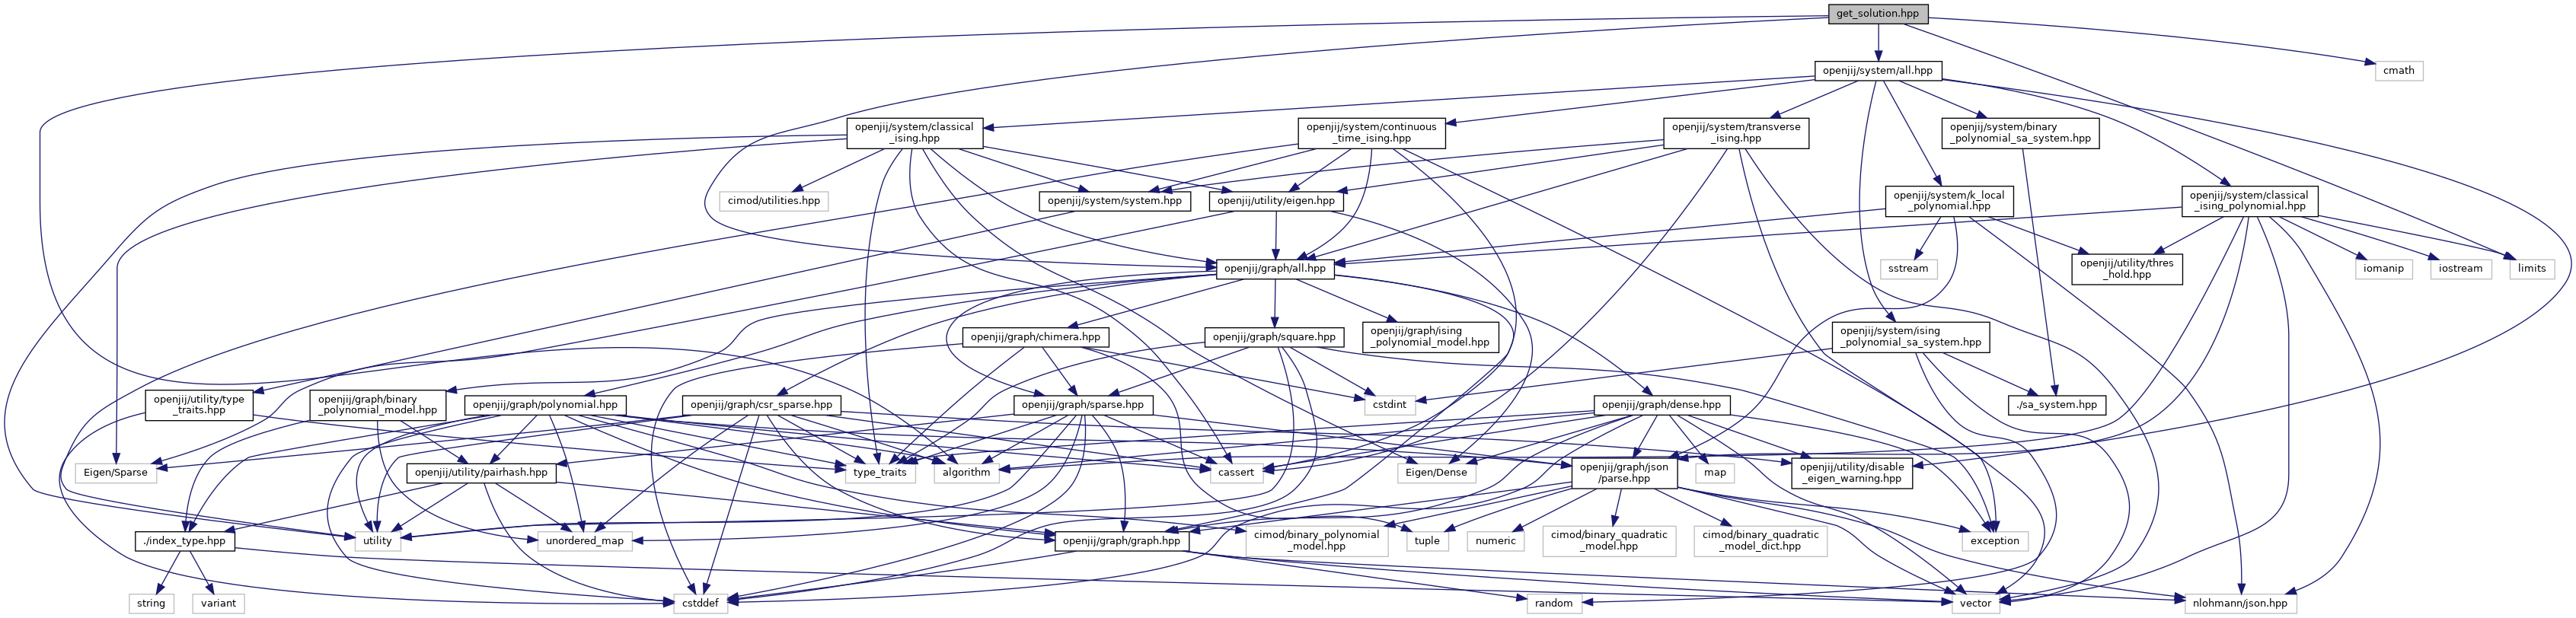 get_solution.hpp
openjij/system/all.hpp
cmath
openjij/system/classical
_ising.hpp
openjij/system/continuous
_time_ising.hpp
openjij/system/transverse
_ising.hpp
openjij/system/binary
_polynomial_sa_system.hpp
cimod/utilities.hpp
openjij/system/system.hpp
openjij/utility/eigen.hpp
openjij/system/k_local
_polynomial.hpp
openjij/system/classical
_ising_polynomial.hpp
openjij/graph/all.hpp
sstream
openjij/utility/thres
_hold.hpp
iomanip
iostream
limits
openjij/graph/chimera.hpp
openjij/graph/square.hpp
openjij/graph/ising
_polynomial_model.hpp
openjij/system/ising
_polynomial_sa_system.hpp
openjij/utility/type
_traits.hpp
openjij/graph/binary
_polynomial_model.hpp
openjij/graph/polynomial.hpp
openjij/graph/csr_sparse.hpp
openjij/graph/sparse.hpp
cstdint
openjij/graph/dense.hpp
./sa_system.hpp
Eigen/Sparse
openjij/utility/pairhash.hpp
type_traits
algorithm
cassert
Eigen/Dense
openjij/graph/json
/parse.hpp
map
openjij/utility/disable
_eigen_warning.hpp
./index_type.hpp
utility
unordered_map
openjij/graph/graph.hpp
cimod/binary_polynomial
_model.hpp
tuple
numeric
cimod/binary_quadratic
_model.hpp
cimod/binary_quadratic
_model_dict.hpp
exception
string
variant
cstddef
random
vector
nlohmann/json.hpp